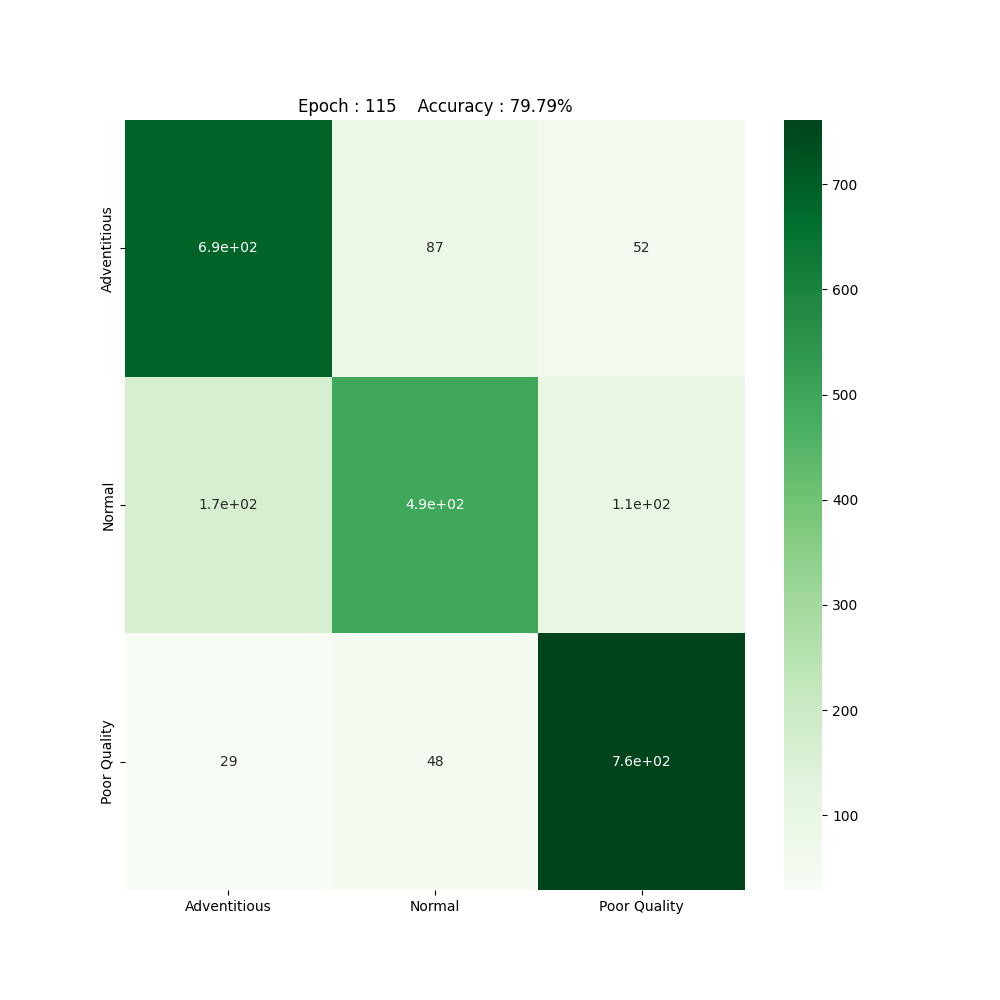 Epoch : 115    Accuracy : 79.79%
Adventitious
6.9e+02 87 52
700
600
500
Normal
1.7e+02 4.9e+02 1.1e+02
400
300
200
Poor Quality
29 48 7.6e+02
100
Adventitious Normal Poor Quality